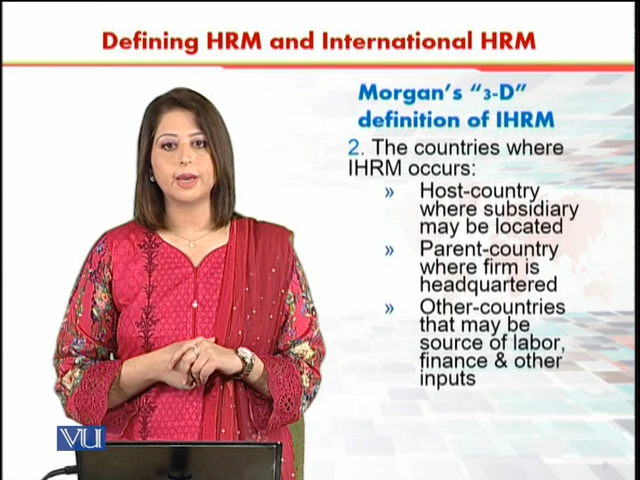 Defining HRM and International HRM
Morgan's "3-D"
definition of IHRM
2. The countries where
IHRM occurs:
» Host-country
where subsidiary
may be located
» Parent-country
where firm is
headquartered
» Other-countries
that may be
source of labor,
finance & other
inputs
VU